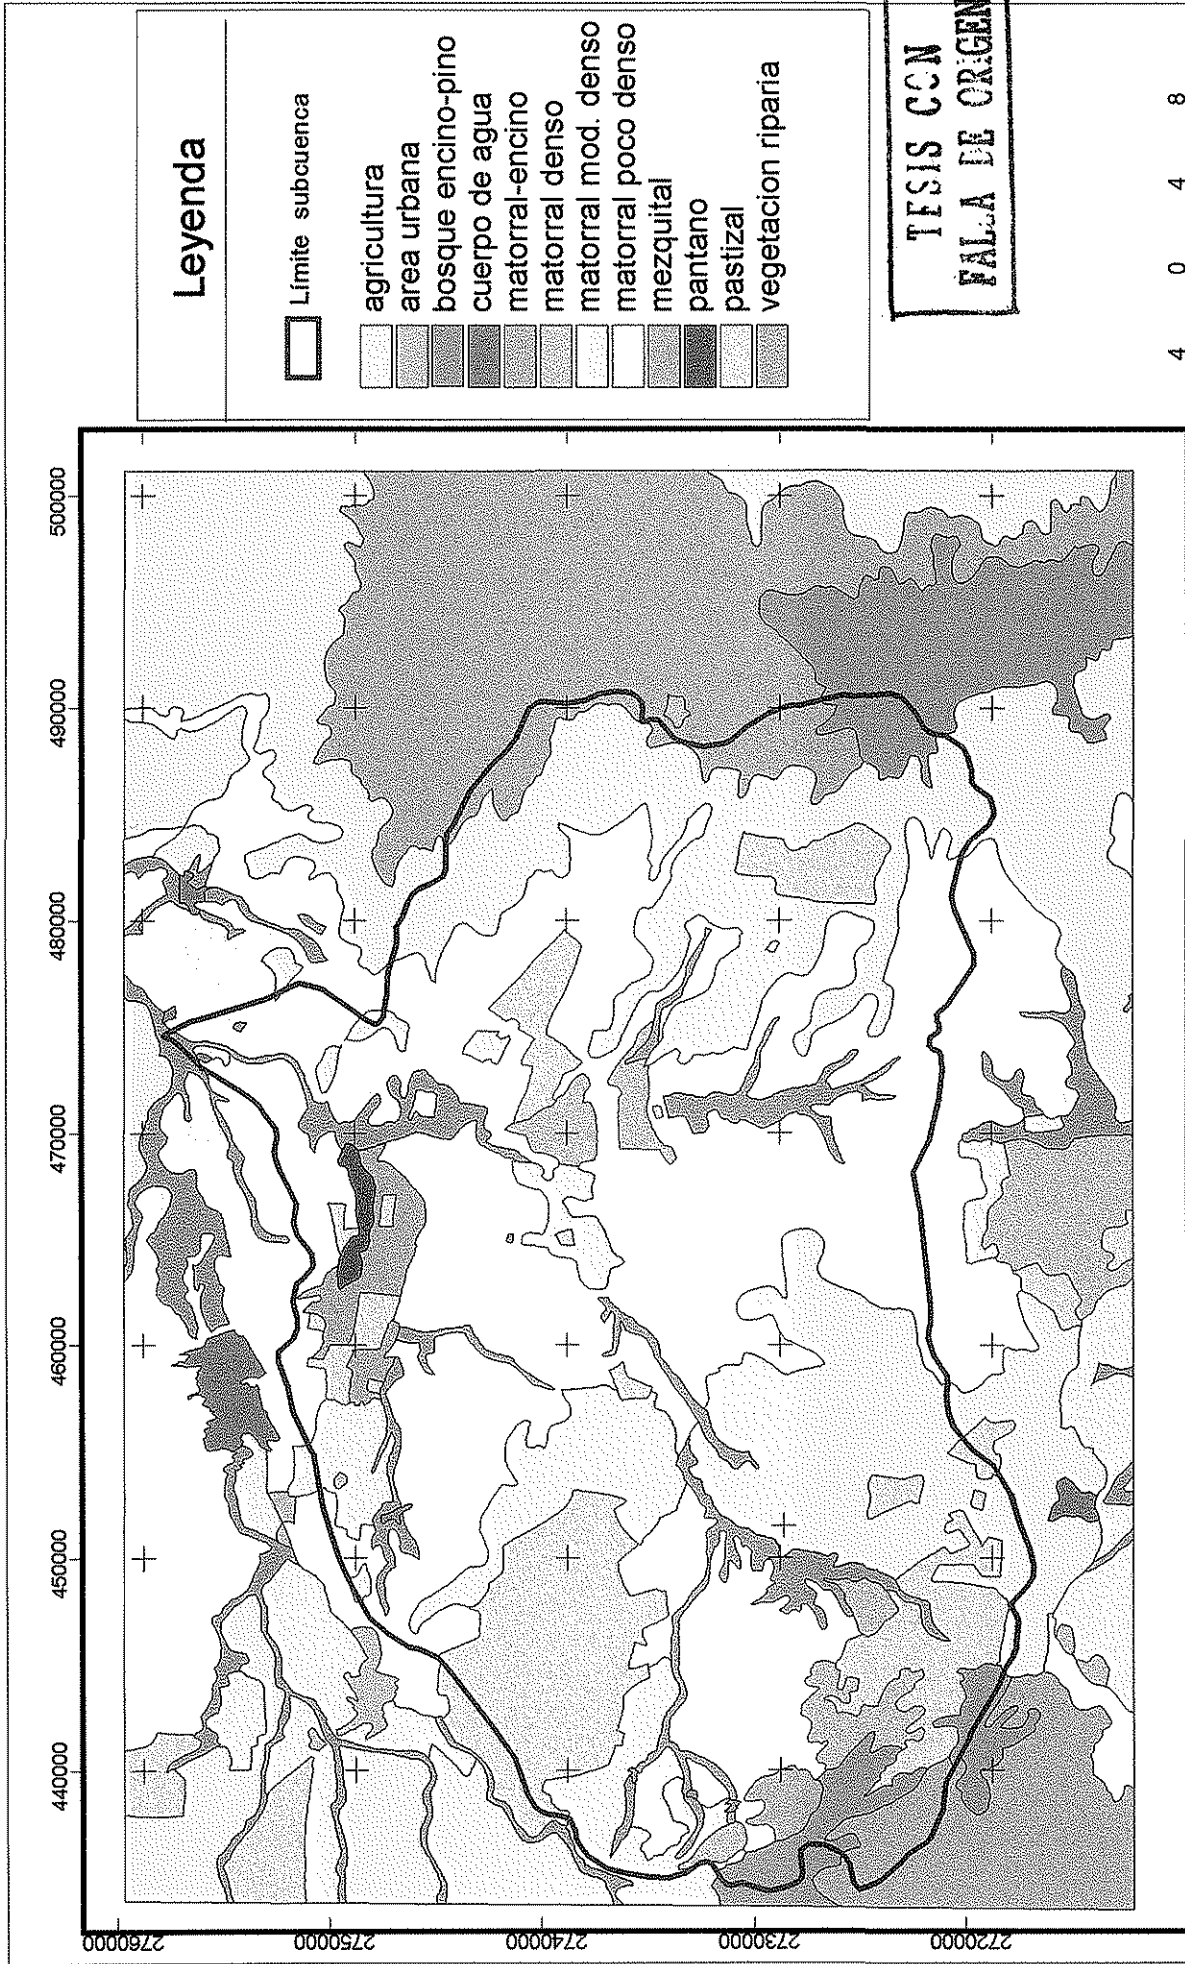 Leyenda
Límite subcuenca
agricultura
area urbana
bosque encino-pino
cuerpo de agua
matorral-encino
matorral denso
matorral mod. denso
matorral poco denso
mezquital
pantano
pastizal
vegetacion riparia
TESIS CON
FALLA DE ORIGEN
4 0 4 8
440000 450000 460000 470000 480000 490000 500000
2760000
2750000
2740000
2730000
2720000